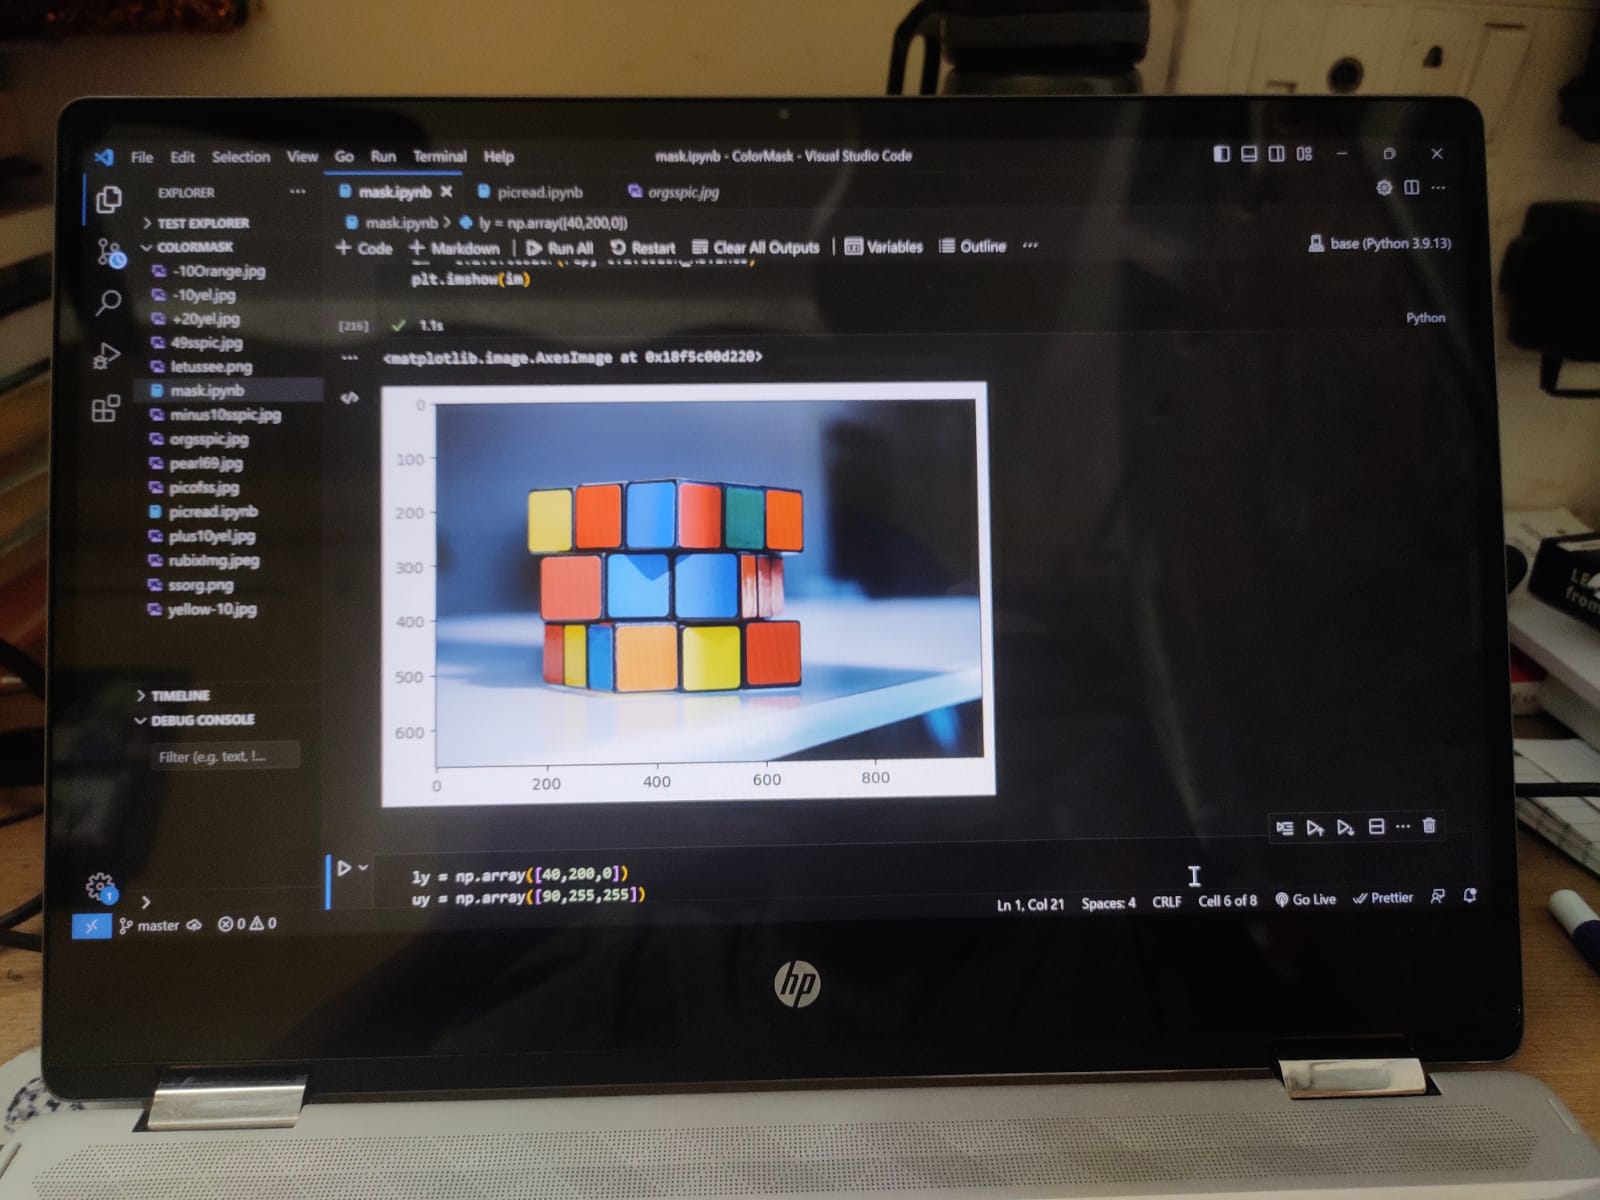 File Edit Selection View Go Run Terminal Help
mask.ipynb - ColorMask - Visual Studio Code
EXPLORER
mask.ipynb
picread.ipynb
orgsspic.jpg
TEST EXPLORER
mask.ipynb > ly = np.array([40,200,0])
COLORMASK
+ Code + Markdown | Run All Restart Clear All Outputs | Variables Outline ...
base (Python 3.9.13)
-10Orange.jpg
-10yel.jpg
+20yel.jpg
49sspic.jpg
letussee.png
mask.ipynb
minus10sspic.jpg
orgsspic.jpg
pearl69.jpg
picofss.jpg
picread.ipynb
plus10yel.jpg
rubixImg.jpeg
ssorg.png
yellow-10.jpg
TIMELINE
DEBUG CONSOLE
Filter (e.g. text, !...
plt.imshow(im)
[216] 1.1s
Python
<matplotlib.image.AxesImage at 0x18f5c00d220>
0
100
200
300
400
500
600
0 200 400 600 800
ly = np.array([40,200,0])
uy = np.array([90,255,255])
1
master 0 0
Ln 1, Col 21 Spaces: 4 CRLF Cell 6 of 8 Go Live Prettier
hp
from